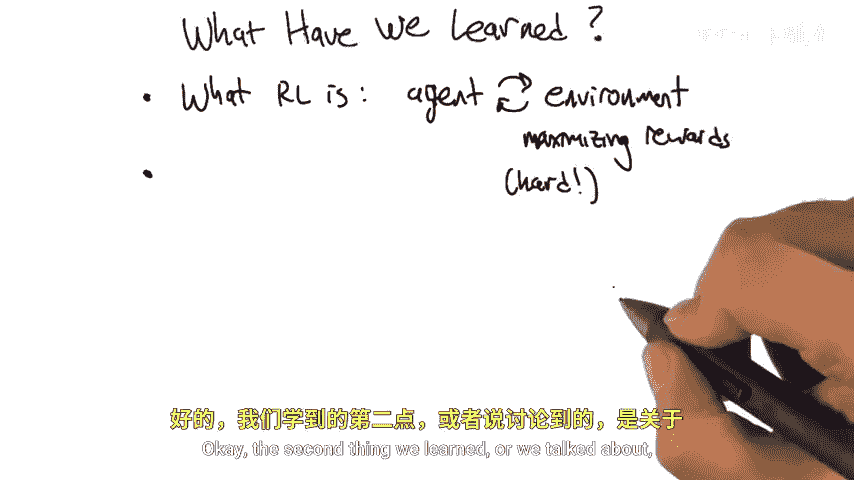 What Have We Learned?
• What RL is: agent environment
maximizing rewards
(hard!)
•
好的，我们学到的第二点，或者说讨论到的，是关于
Okay, the second thing we learned, or we talked about,